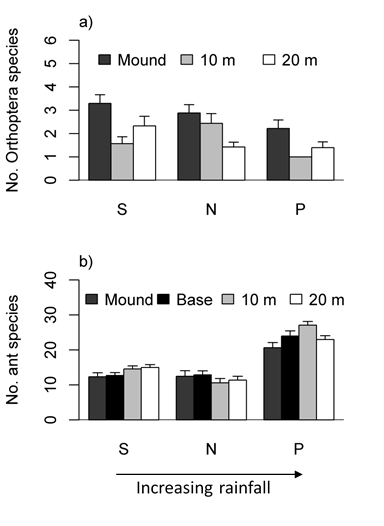 a)
No. Orthoptera species
6
5
4
3
2
1
0
Mound 10 m 20 m
S N P
b)
No. ant species
40
30
20
10
0
Mound Base 10 m 20 m
S N P
Increasing rainfall